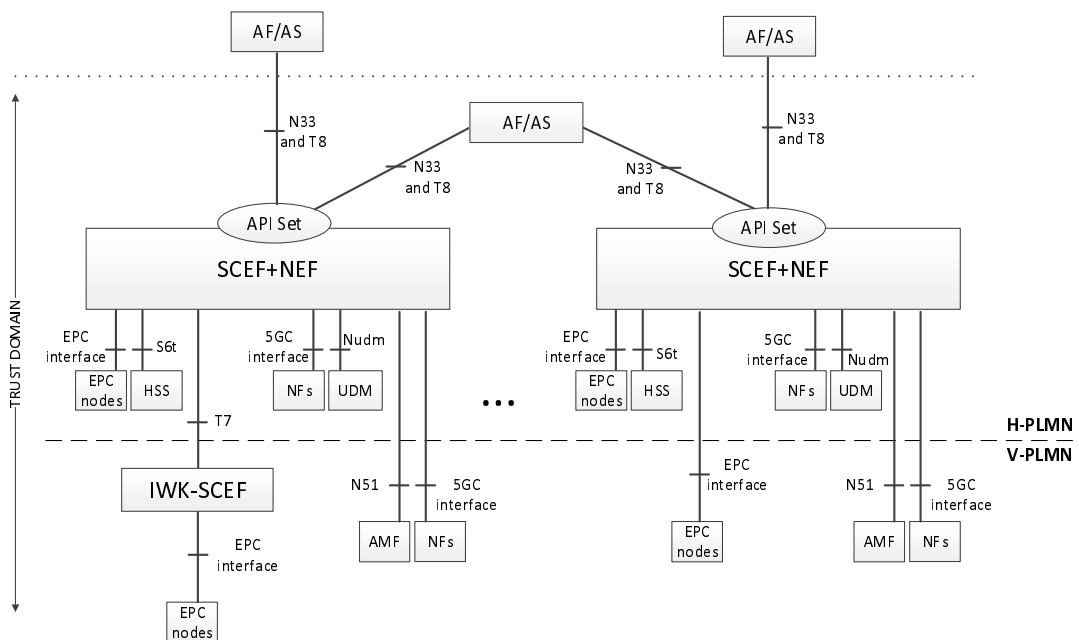 AF/AS
AF/AS
N33
and T8
AF/AS
N33
and T8
N33
and T8
N33
and T8
API Set
API Set
SCEF+NEF
SCEF+NEF
TRUST DOMAIN
EPC
interface
S6t
5GC
interface
Nudm
EPC
interface
S6t
5GC
interface
Nudm
EPC
nodes
HSS
NFs
UDM
EPC
nodes
HSS
NFs
UDM
...
T7
H-PLMN
V-PLMN
IWK-SCEF
N51
5GC
interface
EPC
interface
N51
5GC
interface
AMF
NFs
EPC
nodes
AMF
NFs
EPC
interface
EPC
nodes